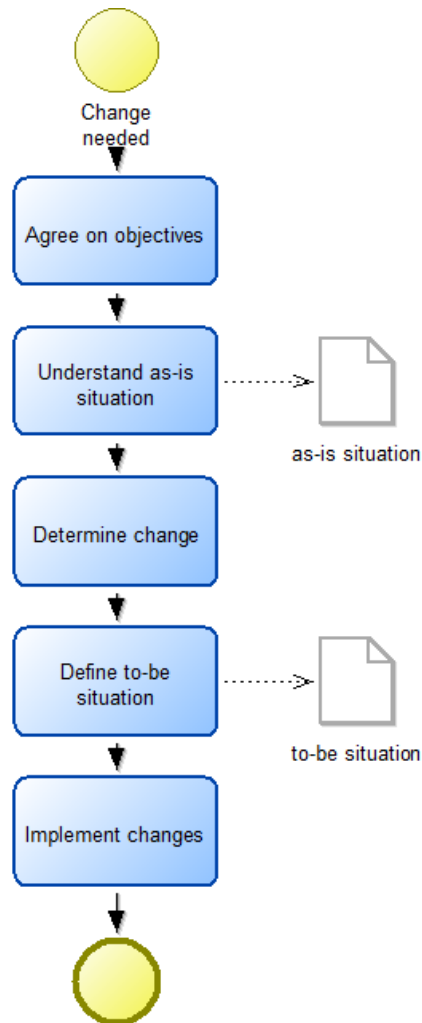 Change
needed
Agree on objectives
Understand as-is
situation
as-is situation
Determine change
Define to-be
situation
to-be situation
Implement changes